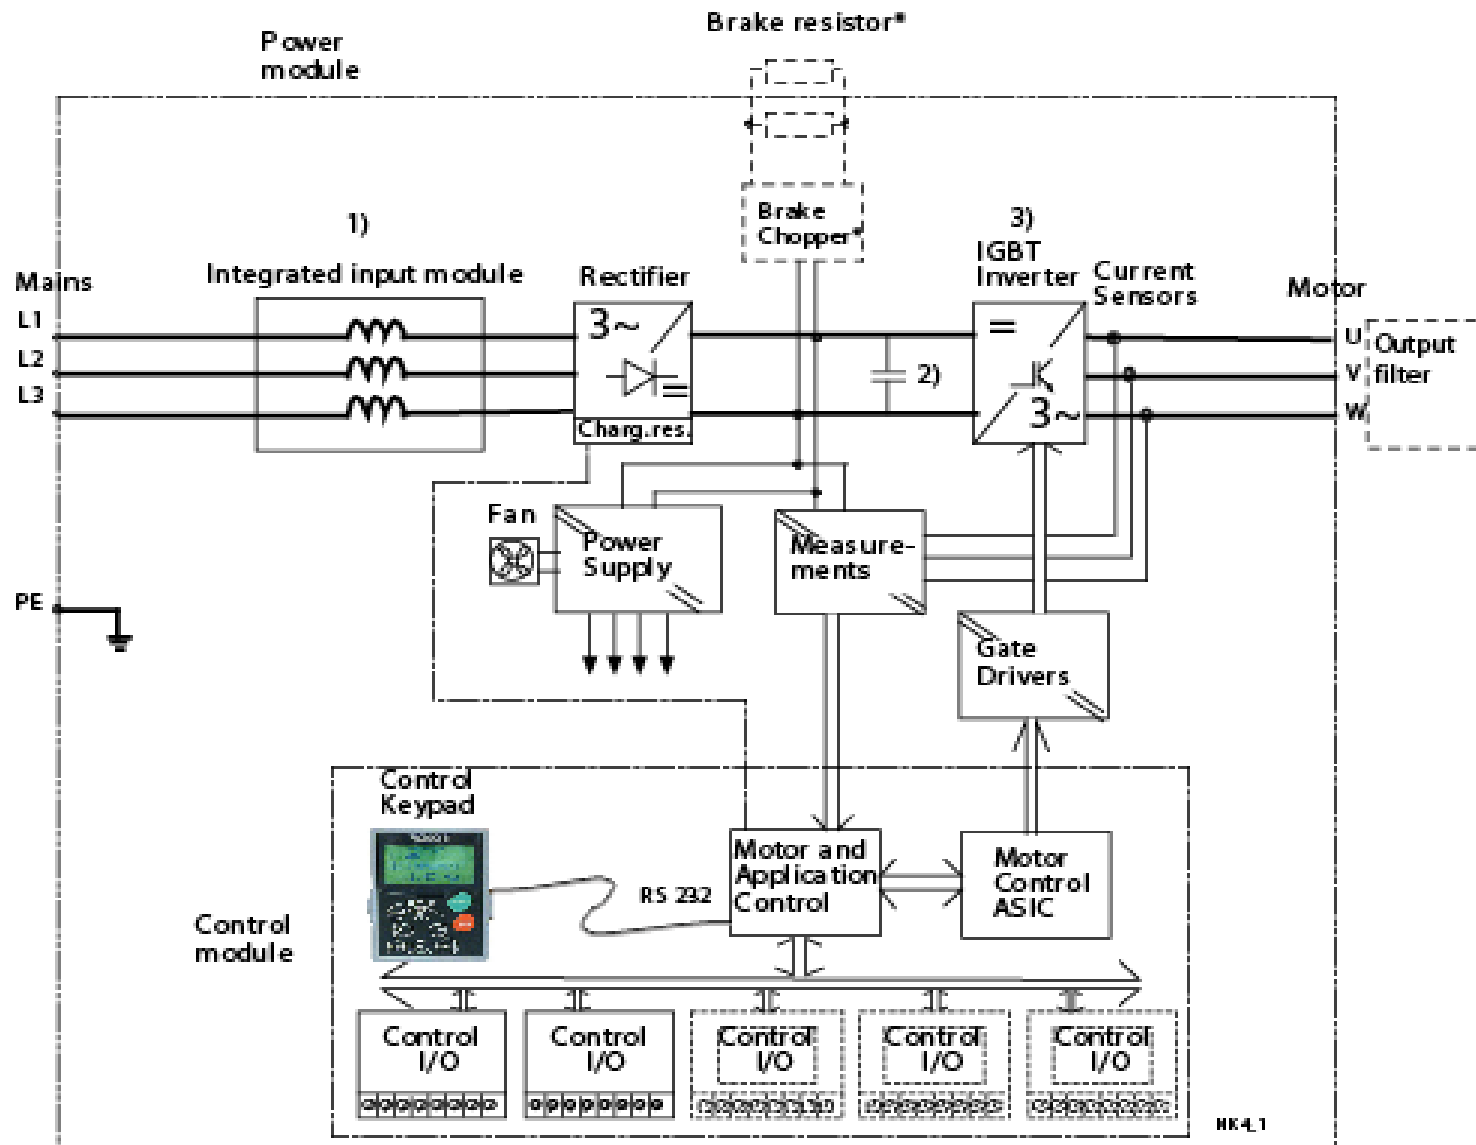 Brake resistor*
Power
module
1)
Integrated input module
Rectifier
Brake
Chopper*
3)
IGBT
Inverter
Current
Sensors
Motor
Mains
L1
L2
L3
3~
=
Charg.res.
2)
=
3~
U
V
W
Output
filter
Fan
Power
Supply
Measure-
ments
PE
Gate
Drivers
Control
Keypad
RS 232
Motor and
Application
Control
Motor
Control
ASIC
Control
module
Control
I/O
Control
I/O
Control
I/O
Control
I/O
Control
I/O